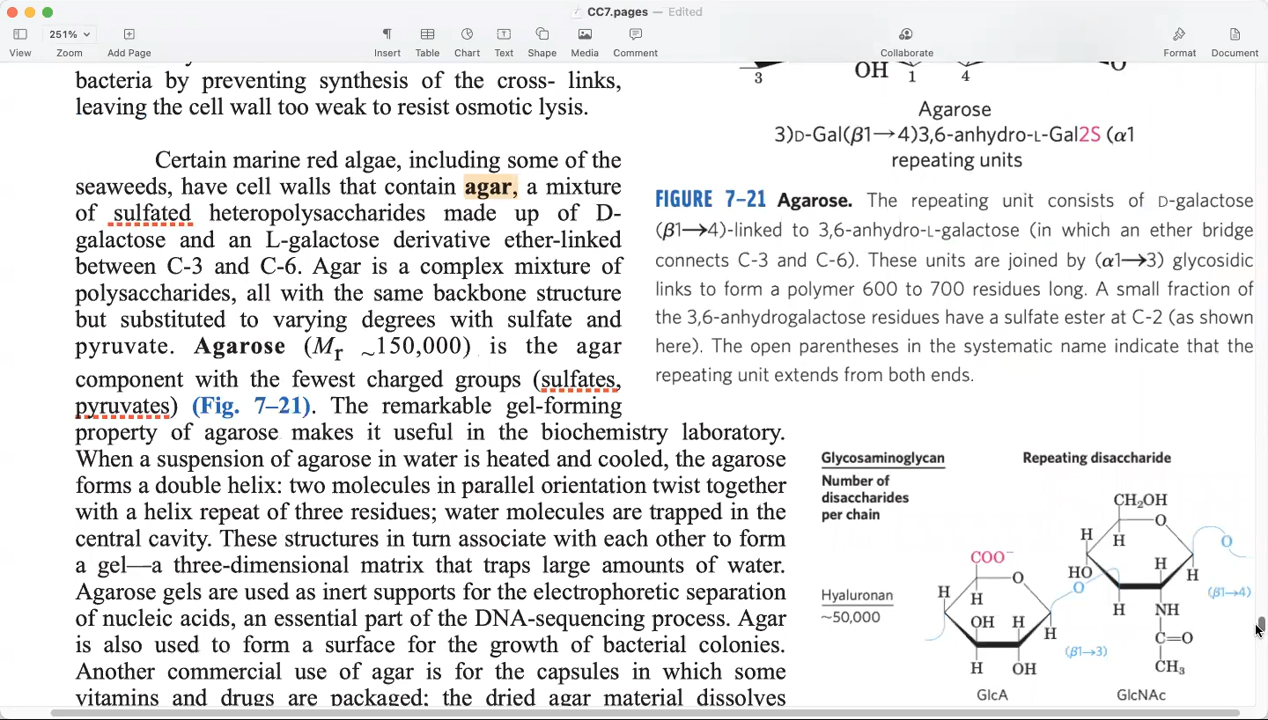 CC7.pages — Edited
251%
View
Zoom
Add Page
Insert
Table
Chart
Text
Shape
Media
Comment
Collaborate
Format
Document
bacteria by preventing synthesis of the cross- links,
leaving the cell wall too weak to resist osmotic lysis.
Certain marine red algae, including some of the
seaweeds, have cell walls that contain agar, a mixture
of sulfated heteropolysaccharides made up of D-
galactose and an L-galactose derivative ether-linked
between C-3 and C-6. Agar is a complex mixture of
polysaccharides, all with the same backbone structure
but substituted to varying degrees with sulfate and
pyruvate. Agarose (Mr ~150,000) is the agar
component with the fewest charged groups (sulfates,
pyruvates) (Fig. 7–21). The remarkable gel-forming
property of agarose makes it useful in the biochemistry laboratory.
When a suspension of agarose in water is heated and cooled, the agarose
forms a double helix: two molecules in parallel orientation twist together
with a helix repeat of three residues; water molecules are trapped in the
central cavity. These structures in turn associate with each other to form
a gel—a three-dimensional matrix that traps large amounts of water.
Agarose gels are used as inert supports for the electrophoretic separation
of nucleic acids, an essential part of the DNA-sequencing process. Agar
is also used to form a surface for the growth of bacterial colonies.
Another commercial use of agar is for the capsules in which some
vitamins and drugs are packaged; the dried agar material dissolves
3
OH
1
4
O
Agarose
3)D-Gal(β1→4)3,6-anhydro-L-Gal2S (α1
repeating units
FIGURE 7–21 Agarose. The repeating unit consists of D-galactose
(β1→4)-linked to 3,6-anhydro-L-galactose (in which an ether bridge
connects C-3 and C-6). These units are joined by (α1→3) glycosidic
links to form a polymer 600 to 700 residues long. A small fraction of
the 3,6-anhydrogalactose residues have a sulfate ester at C-2 (as shown
here). The open parentheses in the systematic name indicate that the
repeating unit extends from both ends.
Glycosaminoglycan
Repeating disaccharide
Number of
disaccharides
per chain
Hyaluronan
~50,000
COO⁻
O
H
H
OH
H
H
H
OH
(β1→3)
GlcA
O
CH₂OH
O
H
H
HO
H
H
H
NH
C=O
CH₃
O
(β1→4)
GlcNAc